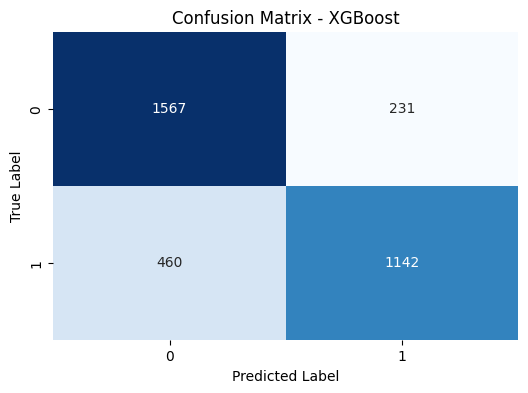 Confusion Matrix - XGBoost
True Label
0
1567
231
1
460
1142
0
1
Predicted Label